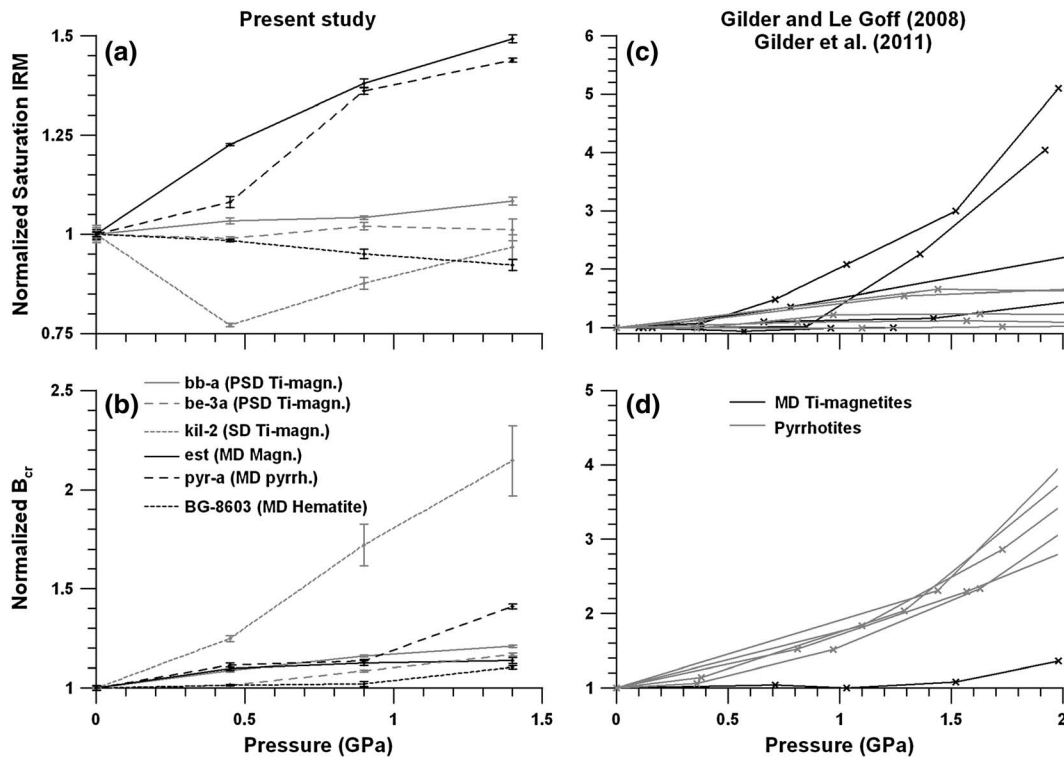 Present study
Gilder and Le Goff (2008)
Gilder et al. (2011)
(a)
Normalized Saturation IRM
1.5
1.25
1
0.75
(c)
6
5
4
3
2
1
(b)
Normalized Bcr
2.5
2
1.5
1
bb-a (PSD Ti-magn.)
be-3a (PSD Ti-magn.)
kil-2 (SD Ti-magn.)
est (MD Magn.)
pyr-a (MD pyrrh.)
BG-8603 (MD Hematite)
0 0.5 1 1.5
Pressure (GPa)
(d)
5
4
3
2
1
MD Ti-magnetites
Pyrrhotites
0 0.5 1 1.5 2
Pressure (GPa)